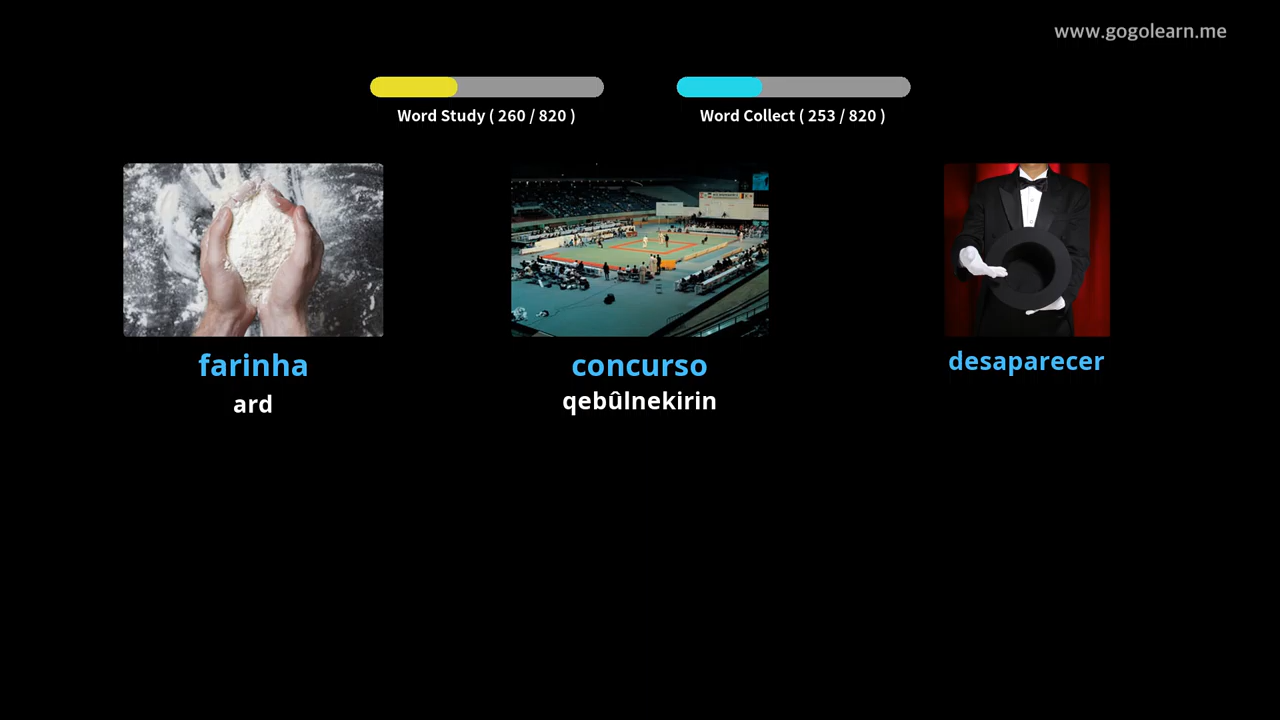 www.gogolearn.me
Word Study ( 260 / 820 )
Word Collect ( 253 / 820 )
farinha
ard
concurso
qebûlnekirin
desaparecer